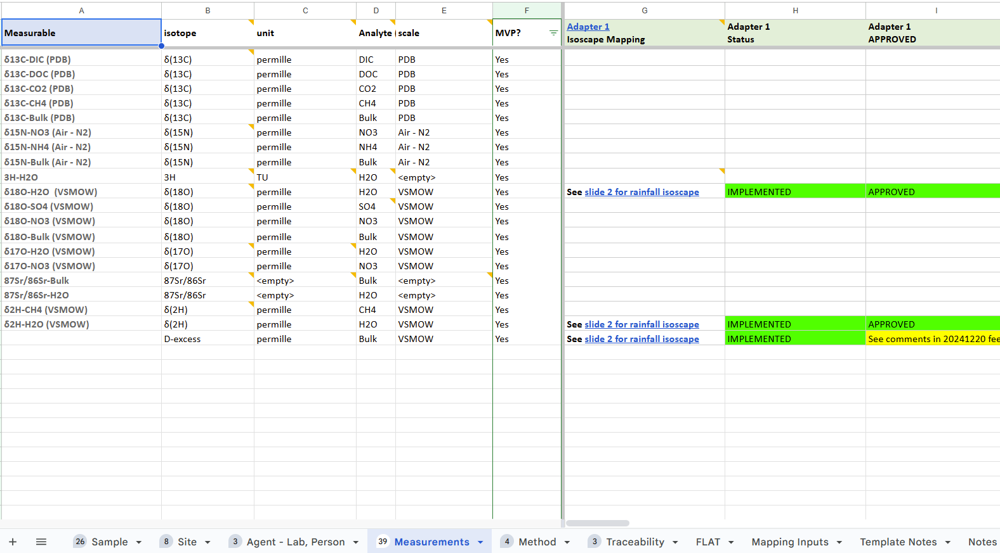 A B C D E F G H I
Measurable isotope unit Analyte ( scale MVP? Adapter 1 Isoscape Mapping Adapter 1 Status Adapter 1 APPROVED
δ13C-DIC (PDB) δ(13C) permille DIC PDB Yes
δ13C-DOC (PDB) δ(13C) permille DOC PDB Yes
δ13C-CO2 (PDB) δ(13C) permille CO2 PDB Yes
δ13C-CH4 (PDB) δ(13C) permille CH4 PDB Yes
δ13C-Bulk (PDB) δ(13C) permille Bulk PDB Yes
δ15N-NO3 (Air - N2) δ(15N) permille NO3 Air - N2 Yes
δ15N-NH4 (Air - N2) δ(15N) permille NH4 Air - N2 Yes
δ15N-Bulk (Air - N2) δ(15N) permille Bulk Air - N2 Yes
3H-H2O 3H TU H2O <empty> Yes
δ18O-H2O (VSMOW) δ(18O) permille H2O VSMOW Yes See slide 2 for rainfall isoscape IMPLEMENTED APPROVED
δ18O-SO4 (VSMOW) δ(18O) permille SO4 VSMOW Yes
δ18O-NO3 (VSMOW) δ(18O) permille NO3 VSMOW Yes
δ18O-Bulk (VSMOW) δ(18O) permille Bulk VSMOW Yes
δ17O-H2O (VSMOW) δ(17O) permille H2O VSMOW Yes
δ17O-NO3 (VSMOW) δ(17O) permille NO3 VSMOW Yes
87Sr/86Sr-Bulk 87Sr/86Sr <empty> Bulk <empty> Yes
87Sr/86Sr-H2O 87Sr/86Sr <empty> H2O <empty> Yes
δ2H-CH4 (VSMOW) δ(2H) permille CH4 VSMOW Yes
δ2H-H2O (VSMOW) δ(2H) permille H2O VSMOW Yes See slide 2 for rainfall isoscape IMPLEMENTED APPROVED
D-excess permille Bulk VSMOW Yes See slide 2 for rainfall isoscape IMPLEMENTED See comments in 20241220 fee
26 Sample 8 Site 3 Agent - Lab, Person 39 Measurements 4 Method 3 Traceability FLAT Mapping Inputs Template Notes Notes